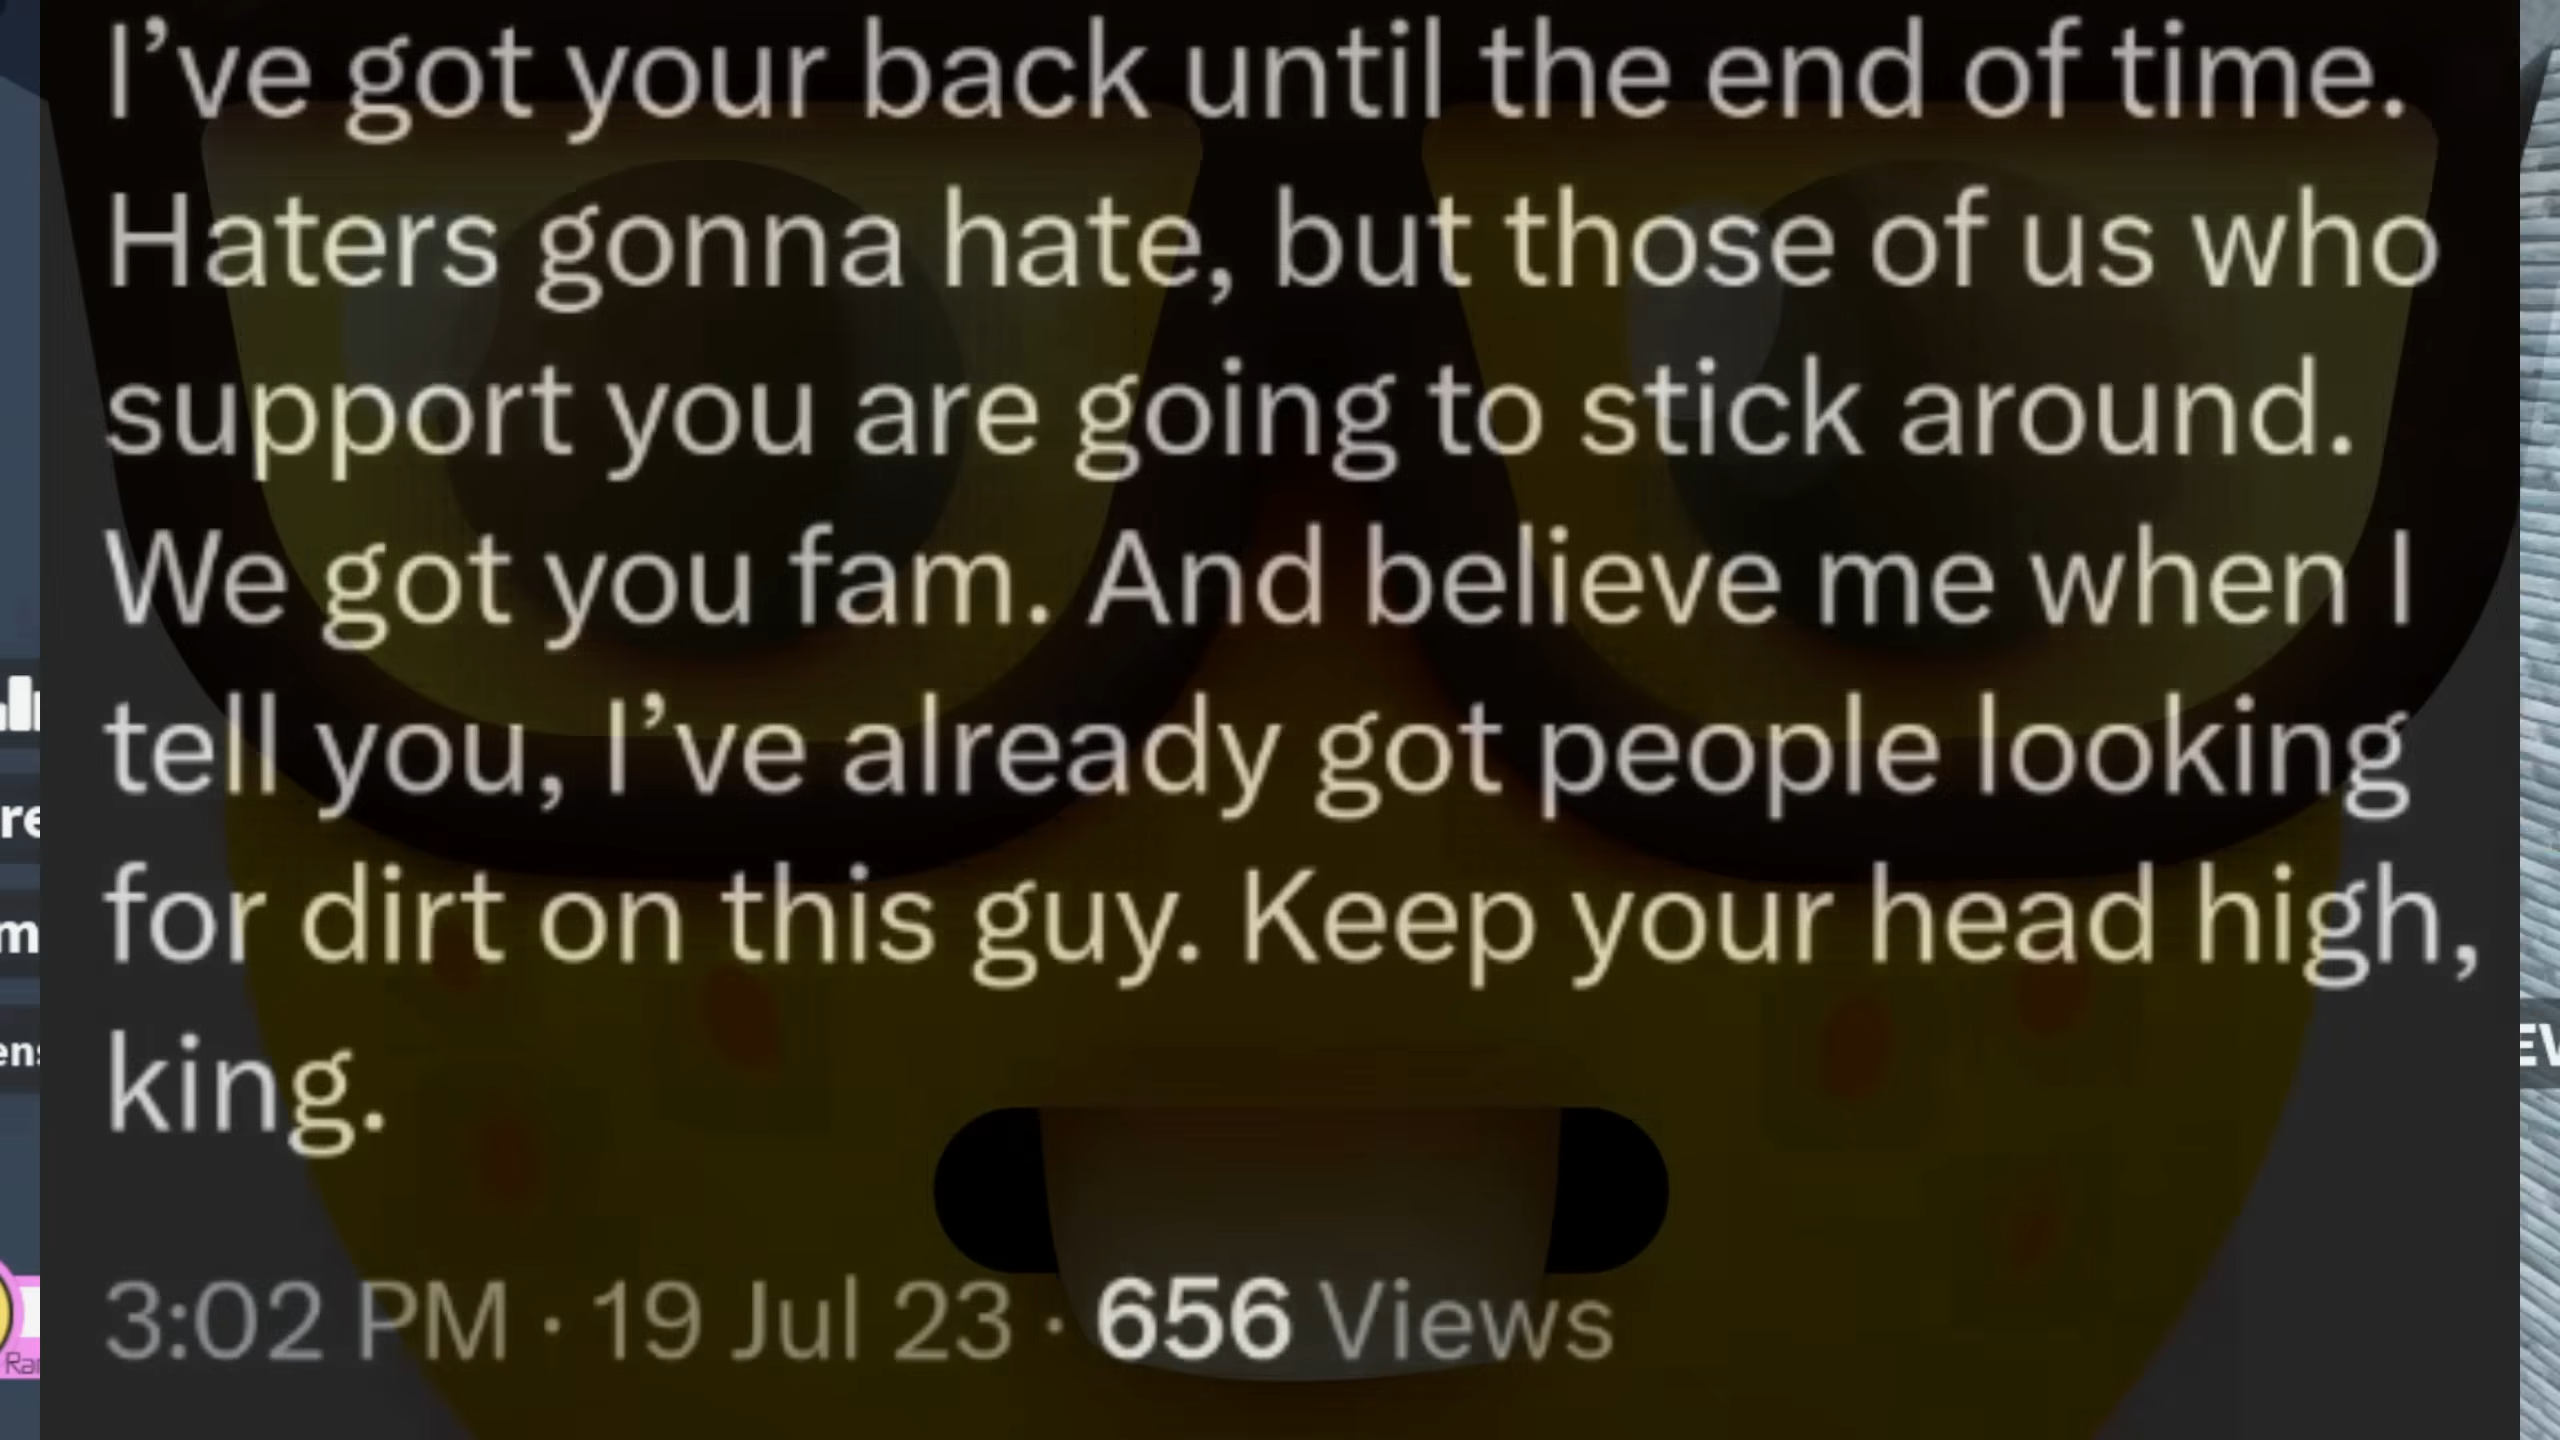 I’ve got your back until the end of time.
Haters gonna hate, but those of us who
support you are going to stick around.
We got you fam. And believe me when I
tell you, I’ve already got people looking
for dirt on this guy. Keep your head high,
king.
3:02 PM · 19 Jul 23 · 656 Views